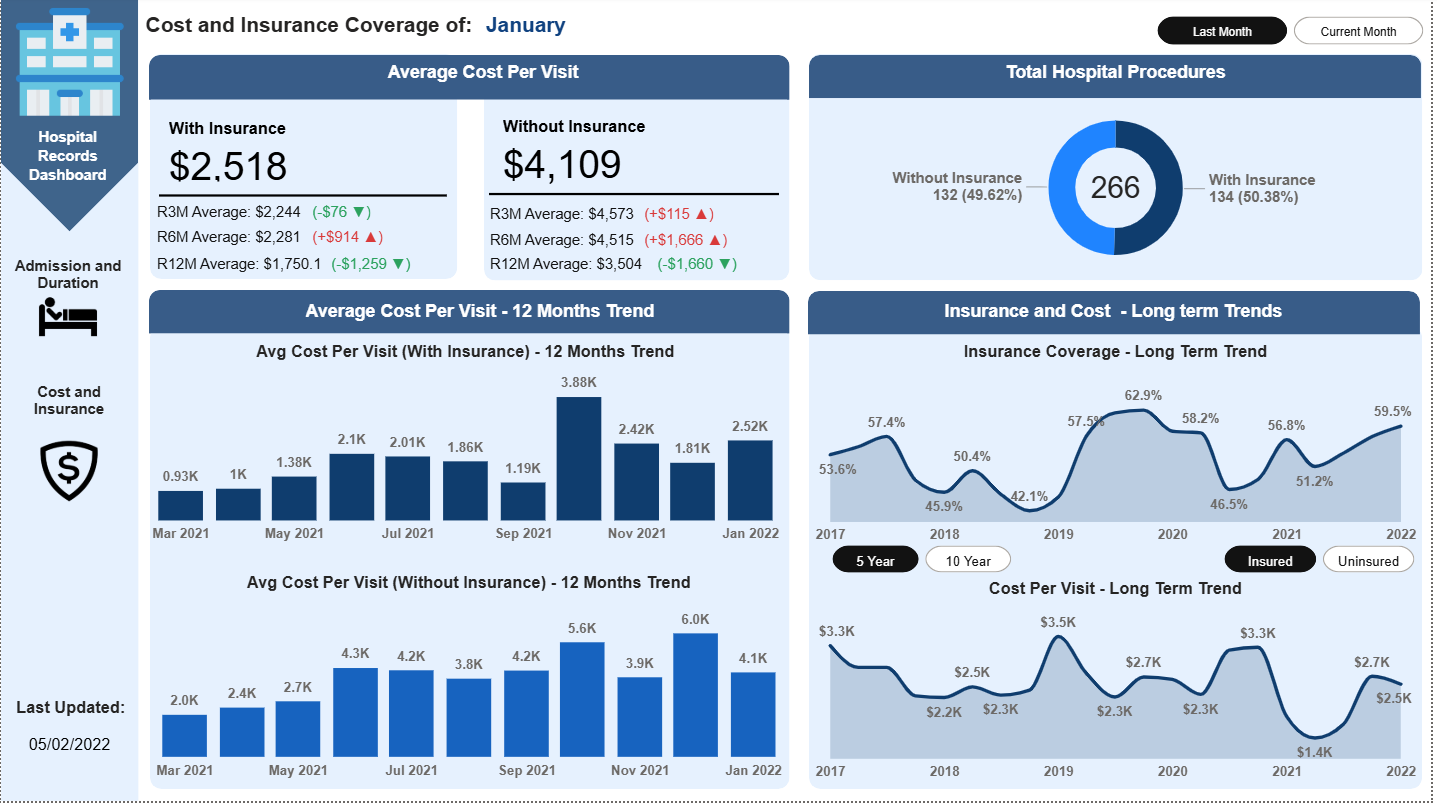 Cost and Insurance Coverage of: January
Last Month
Current Month
Hospital
Records
Dashboard
Admission and
Duration
Cost and
Insurance
Last Updated:
05/02/2022
Average Cost Per Visit
With Insurance
$2,518
R3M Average: $2,244 (-$76 ▼)
R6M Average: $2,281 (+$914 ▲)
R12M Average: $1,750.1 (-$1,259 ▼)
Without Insurance
$4,109
R3M Average: $4,573 (+$115 ▲)
R6M Average: $4,515 (+$1,666 ▲)
R12M Average: $3,504 (-$1,660 ▼)
Total Hospital Procedures
Without Insurance
132 (49.62%)
266
With Insurance
134 (50.38%)
Average Cost Per Visit - 12 Months Trend
Avg Cost Per Visit (With Insurance) - 12 Months Trend
0.93K 1K 1.38K 2.1K 2.01K 1.86K 1.19K 3.88K 2.42K 1.81K 2.52K
Mar 2021 May 2021 Jul 2021 Sep 2021 Nov 2021 Jan 2022
Avg Cost Per Visit (Without Insurance) - 12 Months Trend
2.0K 2.4K 2.7K 4.3K 4.2K 3.8K 4.2K 5.6K 3.9K 6.0K 4.1K
Mar 2021 May 2021 Jul 2021 Sep 2021 Nov 2021 Jan 2022
Insurance and Cost - Long term Trends
Insurance Coverage - Long Term Trend
53.6% 57.4% 45.9% 50.4% 42.1% 57.5% 62.9% 58.2% 46.5% 56.8% 51.2% 59.5%
2017 2018 2019 2020 2021 2022
5 Year
10 Year
Insured
Uninsured
Cost Per Visit - Long Term Trend
$3.3K $2.2K $2.5K $2.3K $3.5K $2.3K $2.7K $2.3K $3.3K $1.4K $2.7K $2.5K
2017 2018 2019 2020 2021 2022